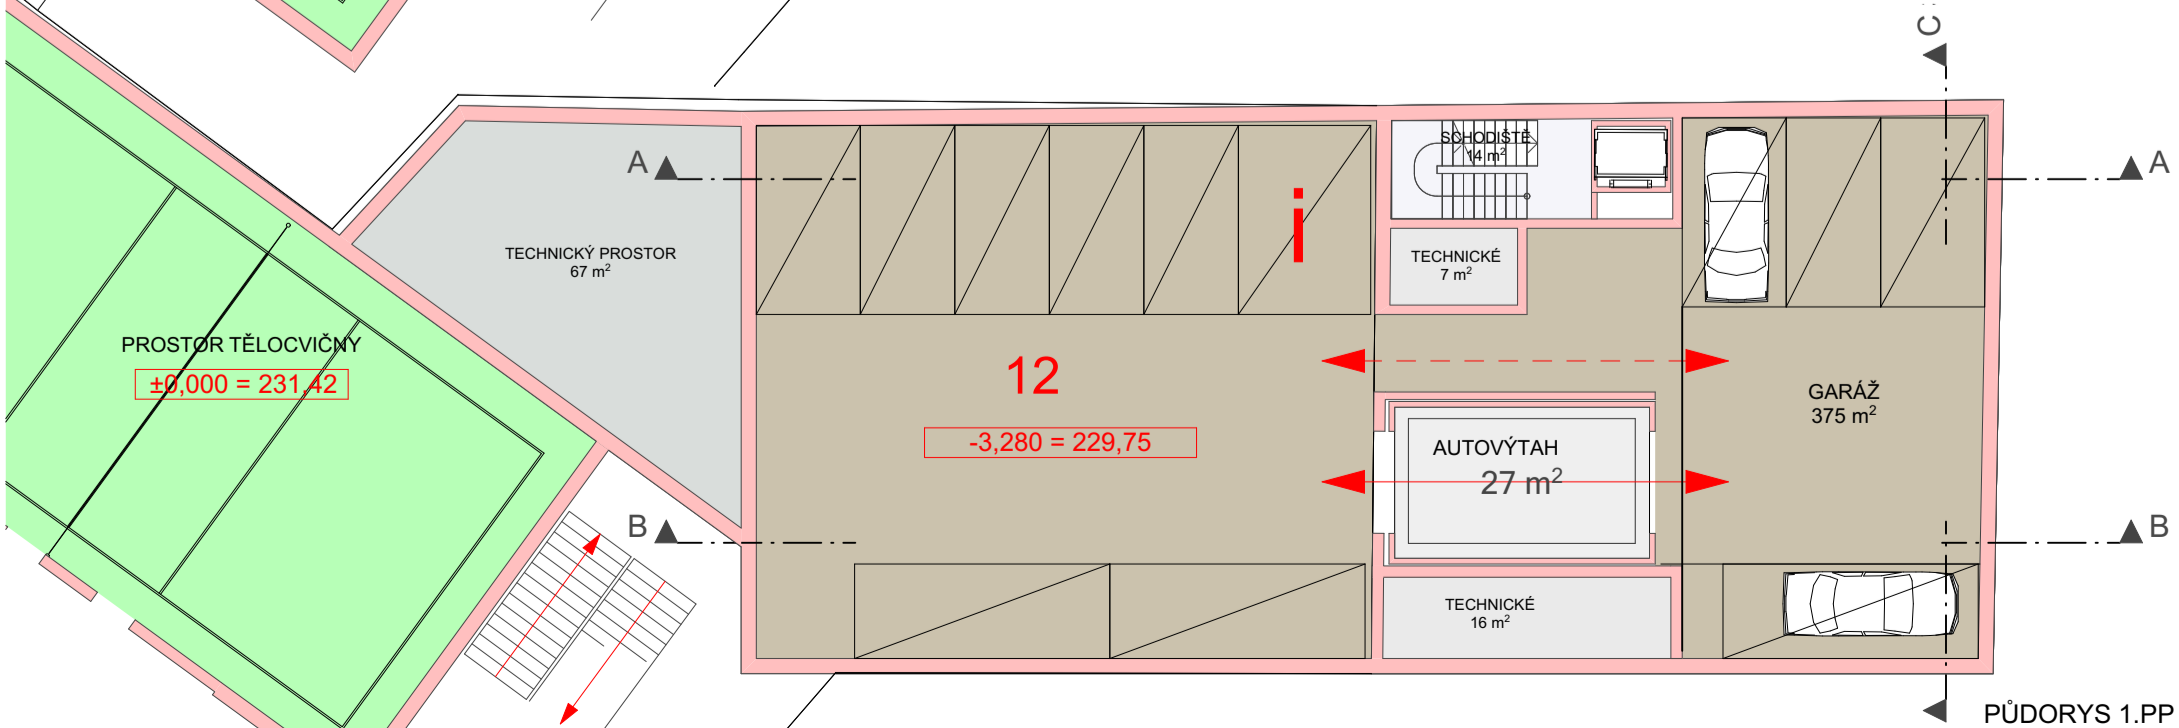 C
A
A
SCHODIŠTĚ
14 m²
TECHNICKÝ PROSTOR
67 m²
i
TECHNICKÉ
7 m²
PROSTOR TĚLOCVIČNY
±0,000 = 231,42
12
GARÁŽ
375 m²
-3,280 = 229,75
AUTOVÝTAH
27 m²
B
B
TECHNICKÉ
16 m²
PŮDORYS 1.PP